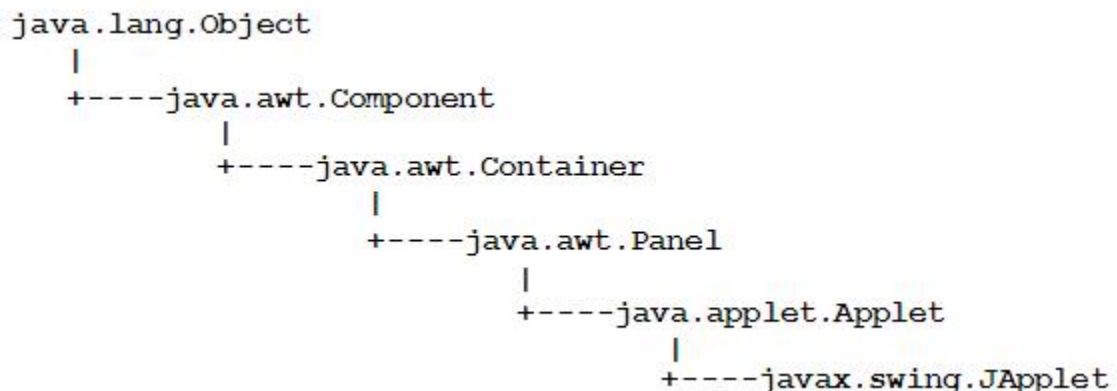 java.lang.Object
|
+----java.awt.Component
|
+----java.awt.Container
|
+----java.awt.Panel
|
+----java.applet.Applet
|
+----javax.swing.JApplet